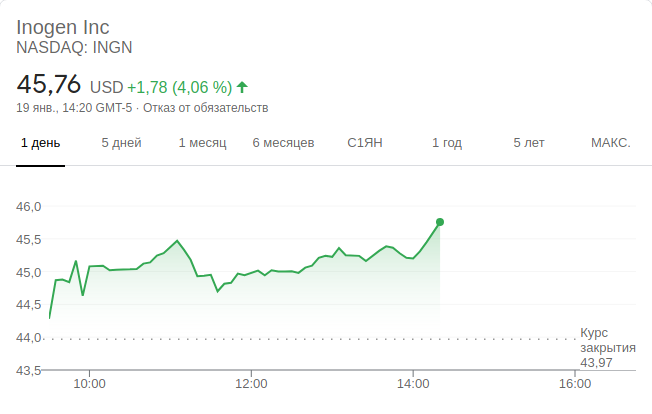 Inogen Inc
NASDAQ: INGN
45,76 USD +1,78 (4,06 %)
19 янв., 14:20 GMT-5 · Отказ от обязательств
1 день 5 дней 1 месяц 6 месяцев С1ЯН 1 год 5 лет МАКС.
46,0
45,5
45,0
44,5
44,0
Курс
закрытия
43,97
43,5
10:00 12:00 14:00 16:00